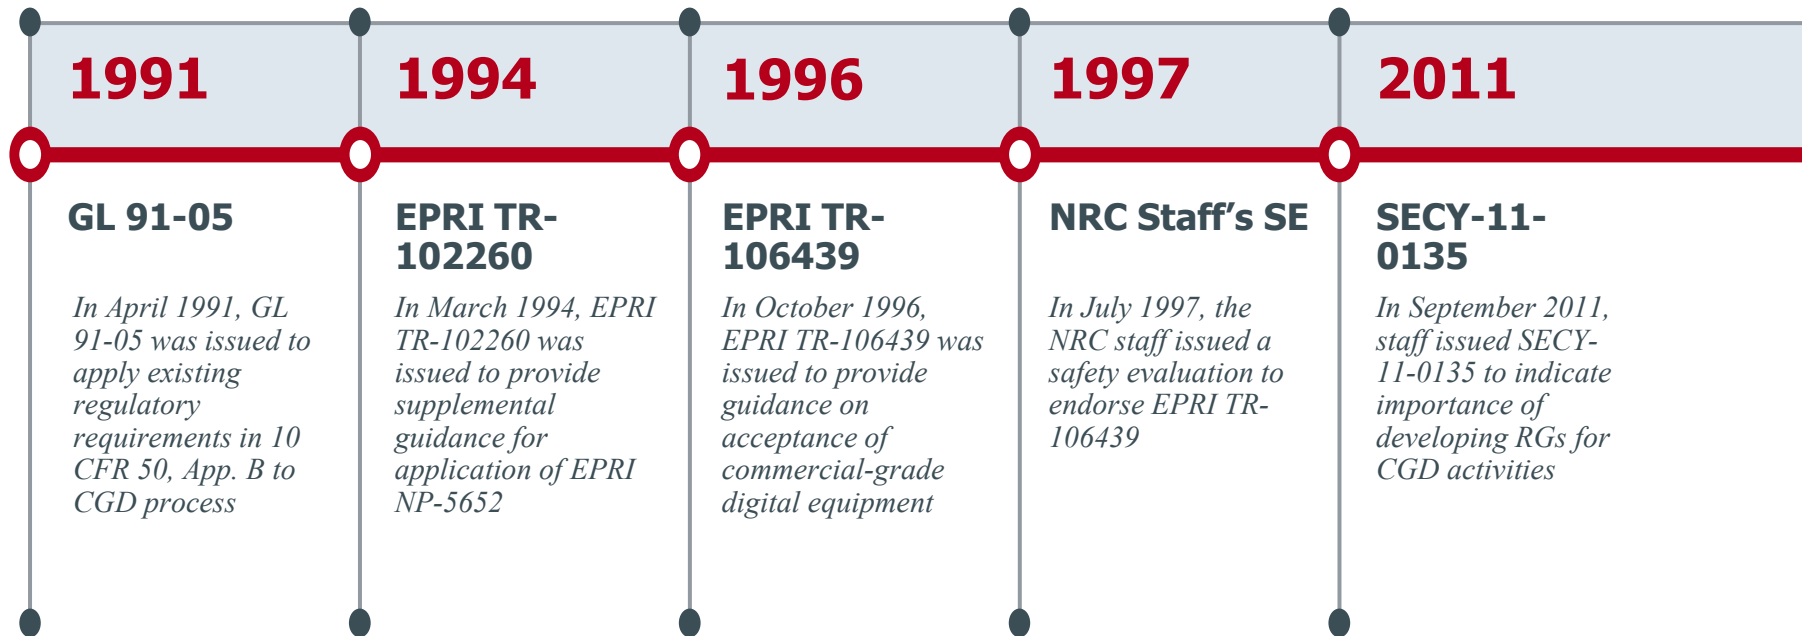 1991
GL 91-05
In April 1991, GL
91-05 was issued to
apply existing
regulatory
requirements in 10
CFR 50, App. B to
CGD process
1994
EPRI TR-
102260
In March 1994, EPRI
TR-102260 was
issued to provide
supplemental
guidance for
application of EPRI
NP-5652
1996
EPRI TR-
106439
In October 1996,
EPRI TR-106439 was
issued to provide
guidance on
acceptance of
commercial-grade
digital equipment
1997
NRC Staff’s SE
In July 1997, the
NRC staff issued a
safety evaluation to
endorse EPRI TR-
106439
2011
SECY-11-
0135
In September 2011,
staff issued SECY-
11-0135 to indicate
importance of
developing RGs for
CGD activities